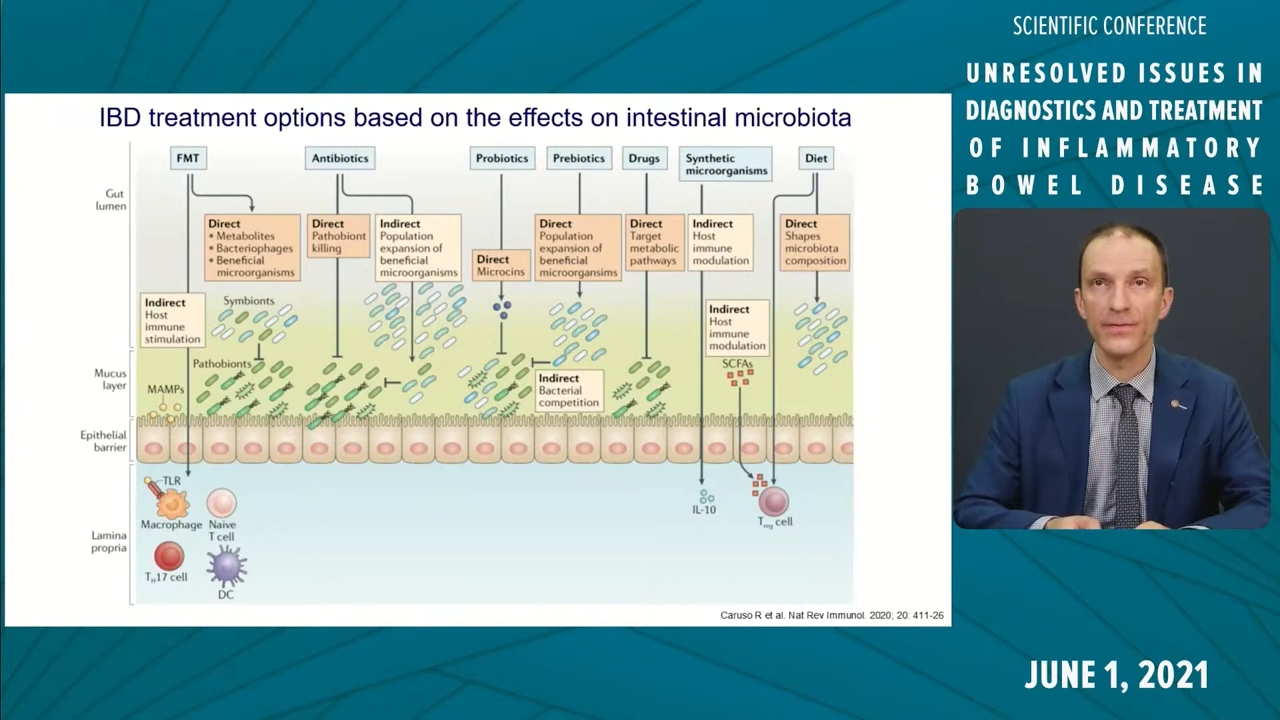 SCIENTIFIC CONFERENCE
UNRESOLVED ISSUES IN
DIAGNOSTICS AND TREATMENT
OF INFLAMMATORY
BOWEL DISEASE
IBD treatment options based on the effects on intestinal microbiota
FMT
Antibiotics
Probiotics
Prebiotics
Drugs
Synthetic
microorganisms
Diet
Gut
lumen
Direct
• Metabolites
• Bacteriophages
• Beneficial
microorganisms
Direct
Pathobiont
killing
Indirect
Population
expansion of
beneficial
microorganisms
Direct
Microcins
Direct
Population
expansion of
beneficial
microorgansims
Direct
Target
metabolic
pathways
Indirect
Host
immune
modulation
Direct
Shapes
microbiota
composition
Indirect
Host
immune
stimulation
Symbionts
Indirect
Host
immune
modulation
SCFAs
Pathobionts
Mucus
layer
Indirect
Bacterial
competition
MAMPs
Epithelial
barrier
TLR
Macrophage
Naive
T cell
IL-10
Treg cell
Lamina
propria
TH17 cell
DC
Caruso R et al. Nat Rev Immunol. 2020; 20: 411-26
JUNE 1, 2021